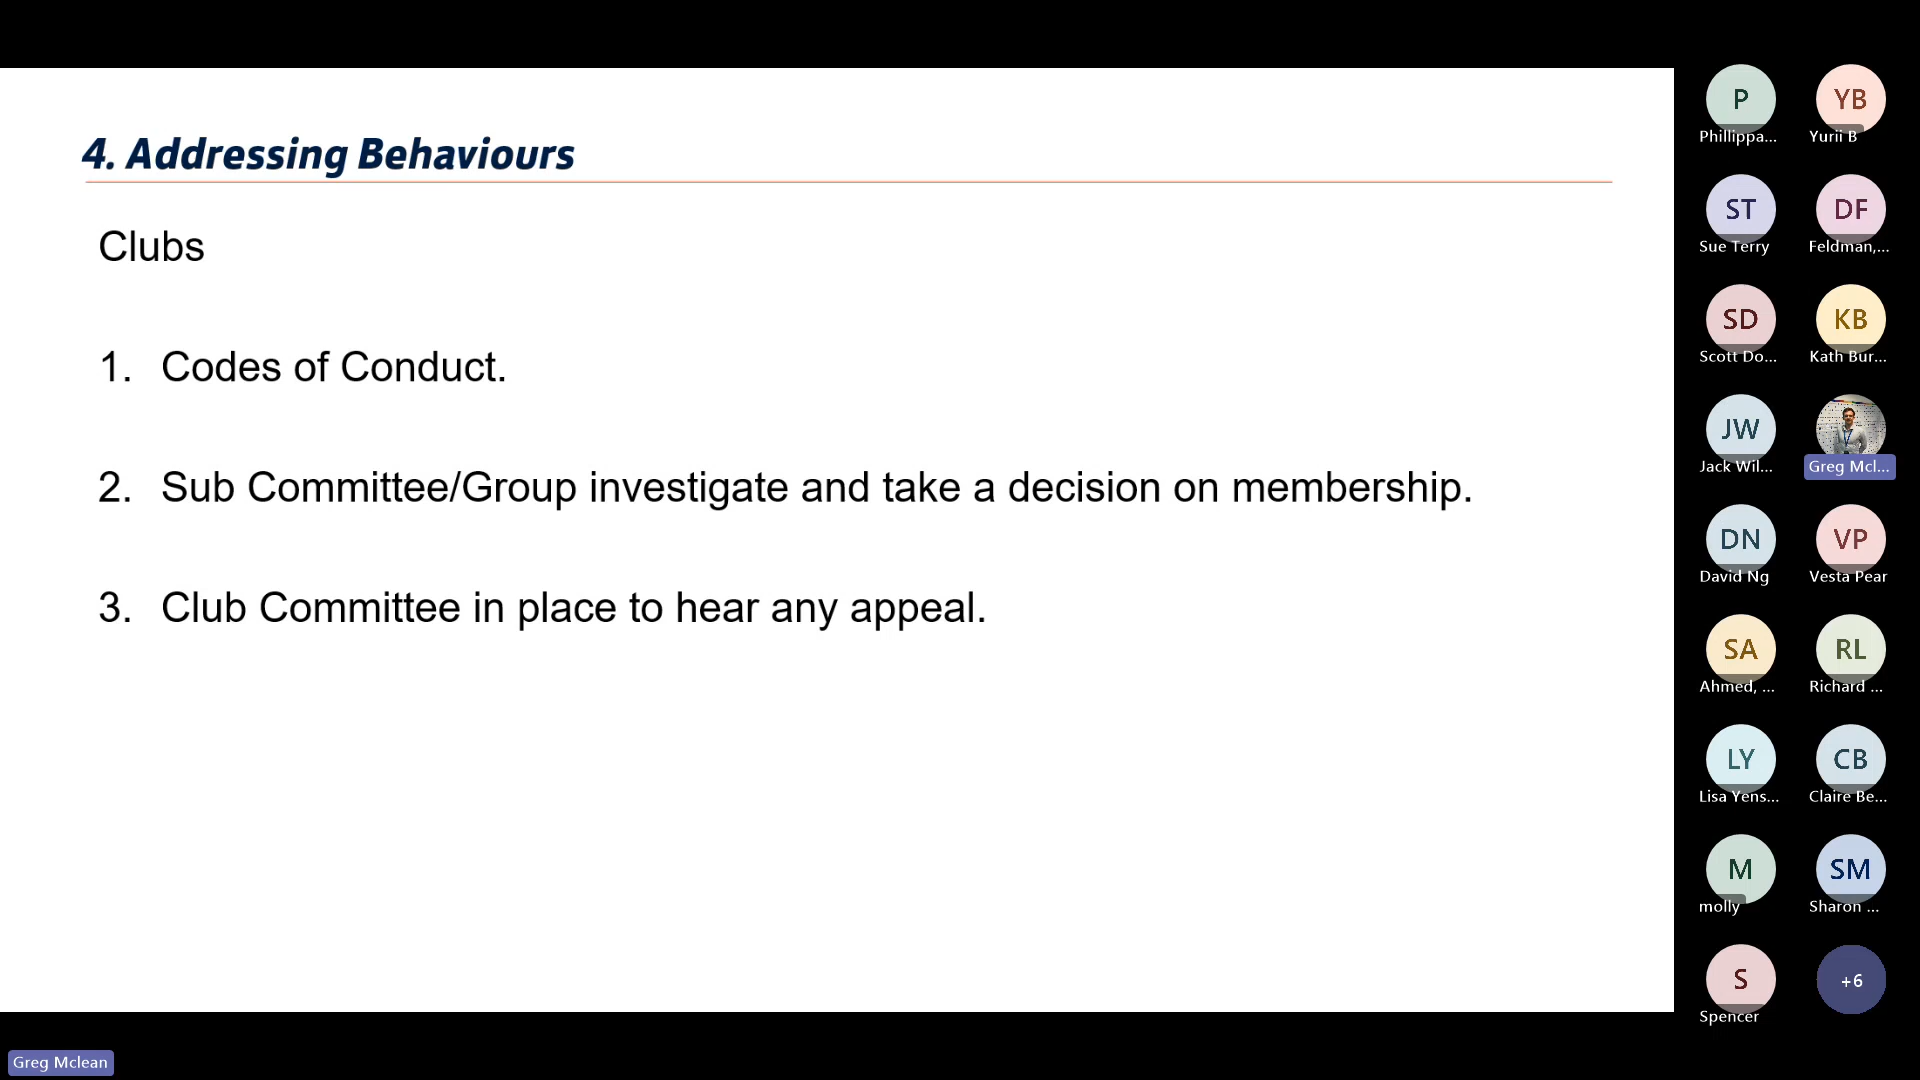 4. Addressing Behaviours
Clubs
1. Codes of Conduct.
2. Sub Committee/Group investigate and take a decision on membership.
3. Club Committee in place to hear any appeal.
P
Phillippa...
YB
Yurii B
ST
Sue Terry
DF
Feldman,...
SD
Scott Do...
KB
Kath Bur...
JW
Jack Wil...
Greg Mcl...
DN
David Ng
VP
Vesta Pear
SA
Ahmed, ...
RL
Richard ...
LY
Lisa Yens...
CB
Claire Be...
M
molly
SM
Sharon ...
S
Spencer
+6
Greg Mclean